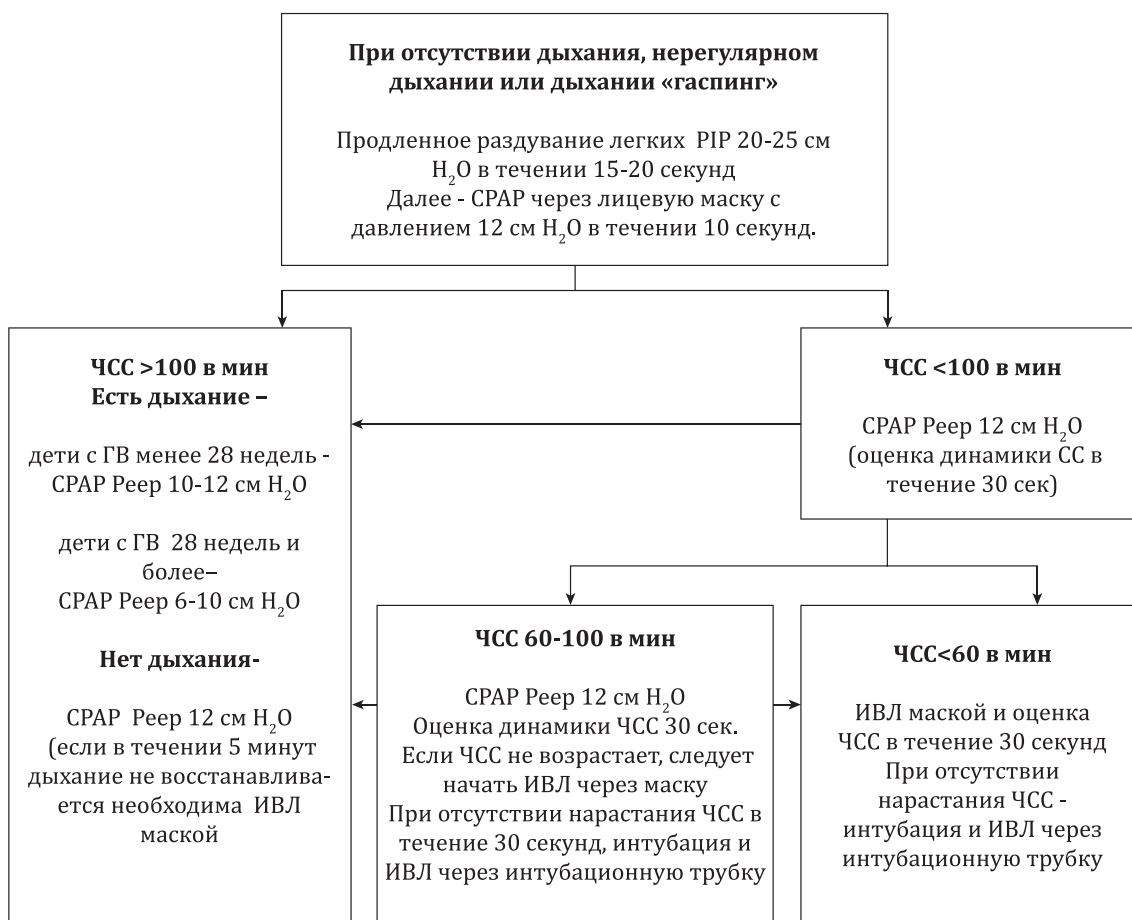 При отсутствии дыхания, нерегулярном
дыхании или дыхании «гаспинг»
Продленное раздувание легких PIP 20-25 см
H₂O в течении 15-20 секунд
Далее - CPAP через лицевую маску с
давлением 12 см H₂O в течении 10 секунд.
ЧСС >100 в мин
Есть дыхание –
дети с ГВ менее 28 недель -
CPAP Peep 10-12 см H₂O
дети с ГВ 28 недель и
более–
CPAP Peep 6-10 см H₂O
Нет дыхания-
CPAP Peep 12 см H₂O
(если в течении 5 минут
дыхание не восстанавлива-
ется необходима ИВЛ
маской
ЧСС <100 в мин
CPAP Peep 12 см H₂O
(оценка динамики СС в
течение 30 сек)
ЧСС 60-100 в мин
CPAP Peep 12 см H₂O
Оценка динамики ЧСС 30 сек.
Если ЧСС не возрастает, следует
начать ИВЛ через маску
При отсутствии нарастания ЧСС в
течение 30 секунд, интубация и
ИВЛ через интубационную трубку
ЧСС<60 в мин
ИВЛ маской и оценка
ЧСС в течение 30 секунд
При отсутствии
нарастания ЧСС -
интубация и ИВЛ через
интубационную трубку